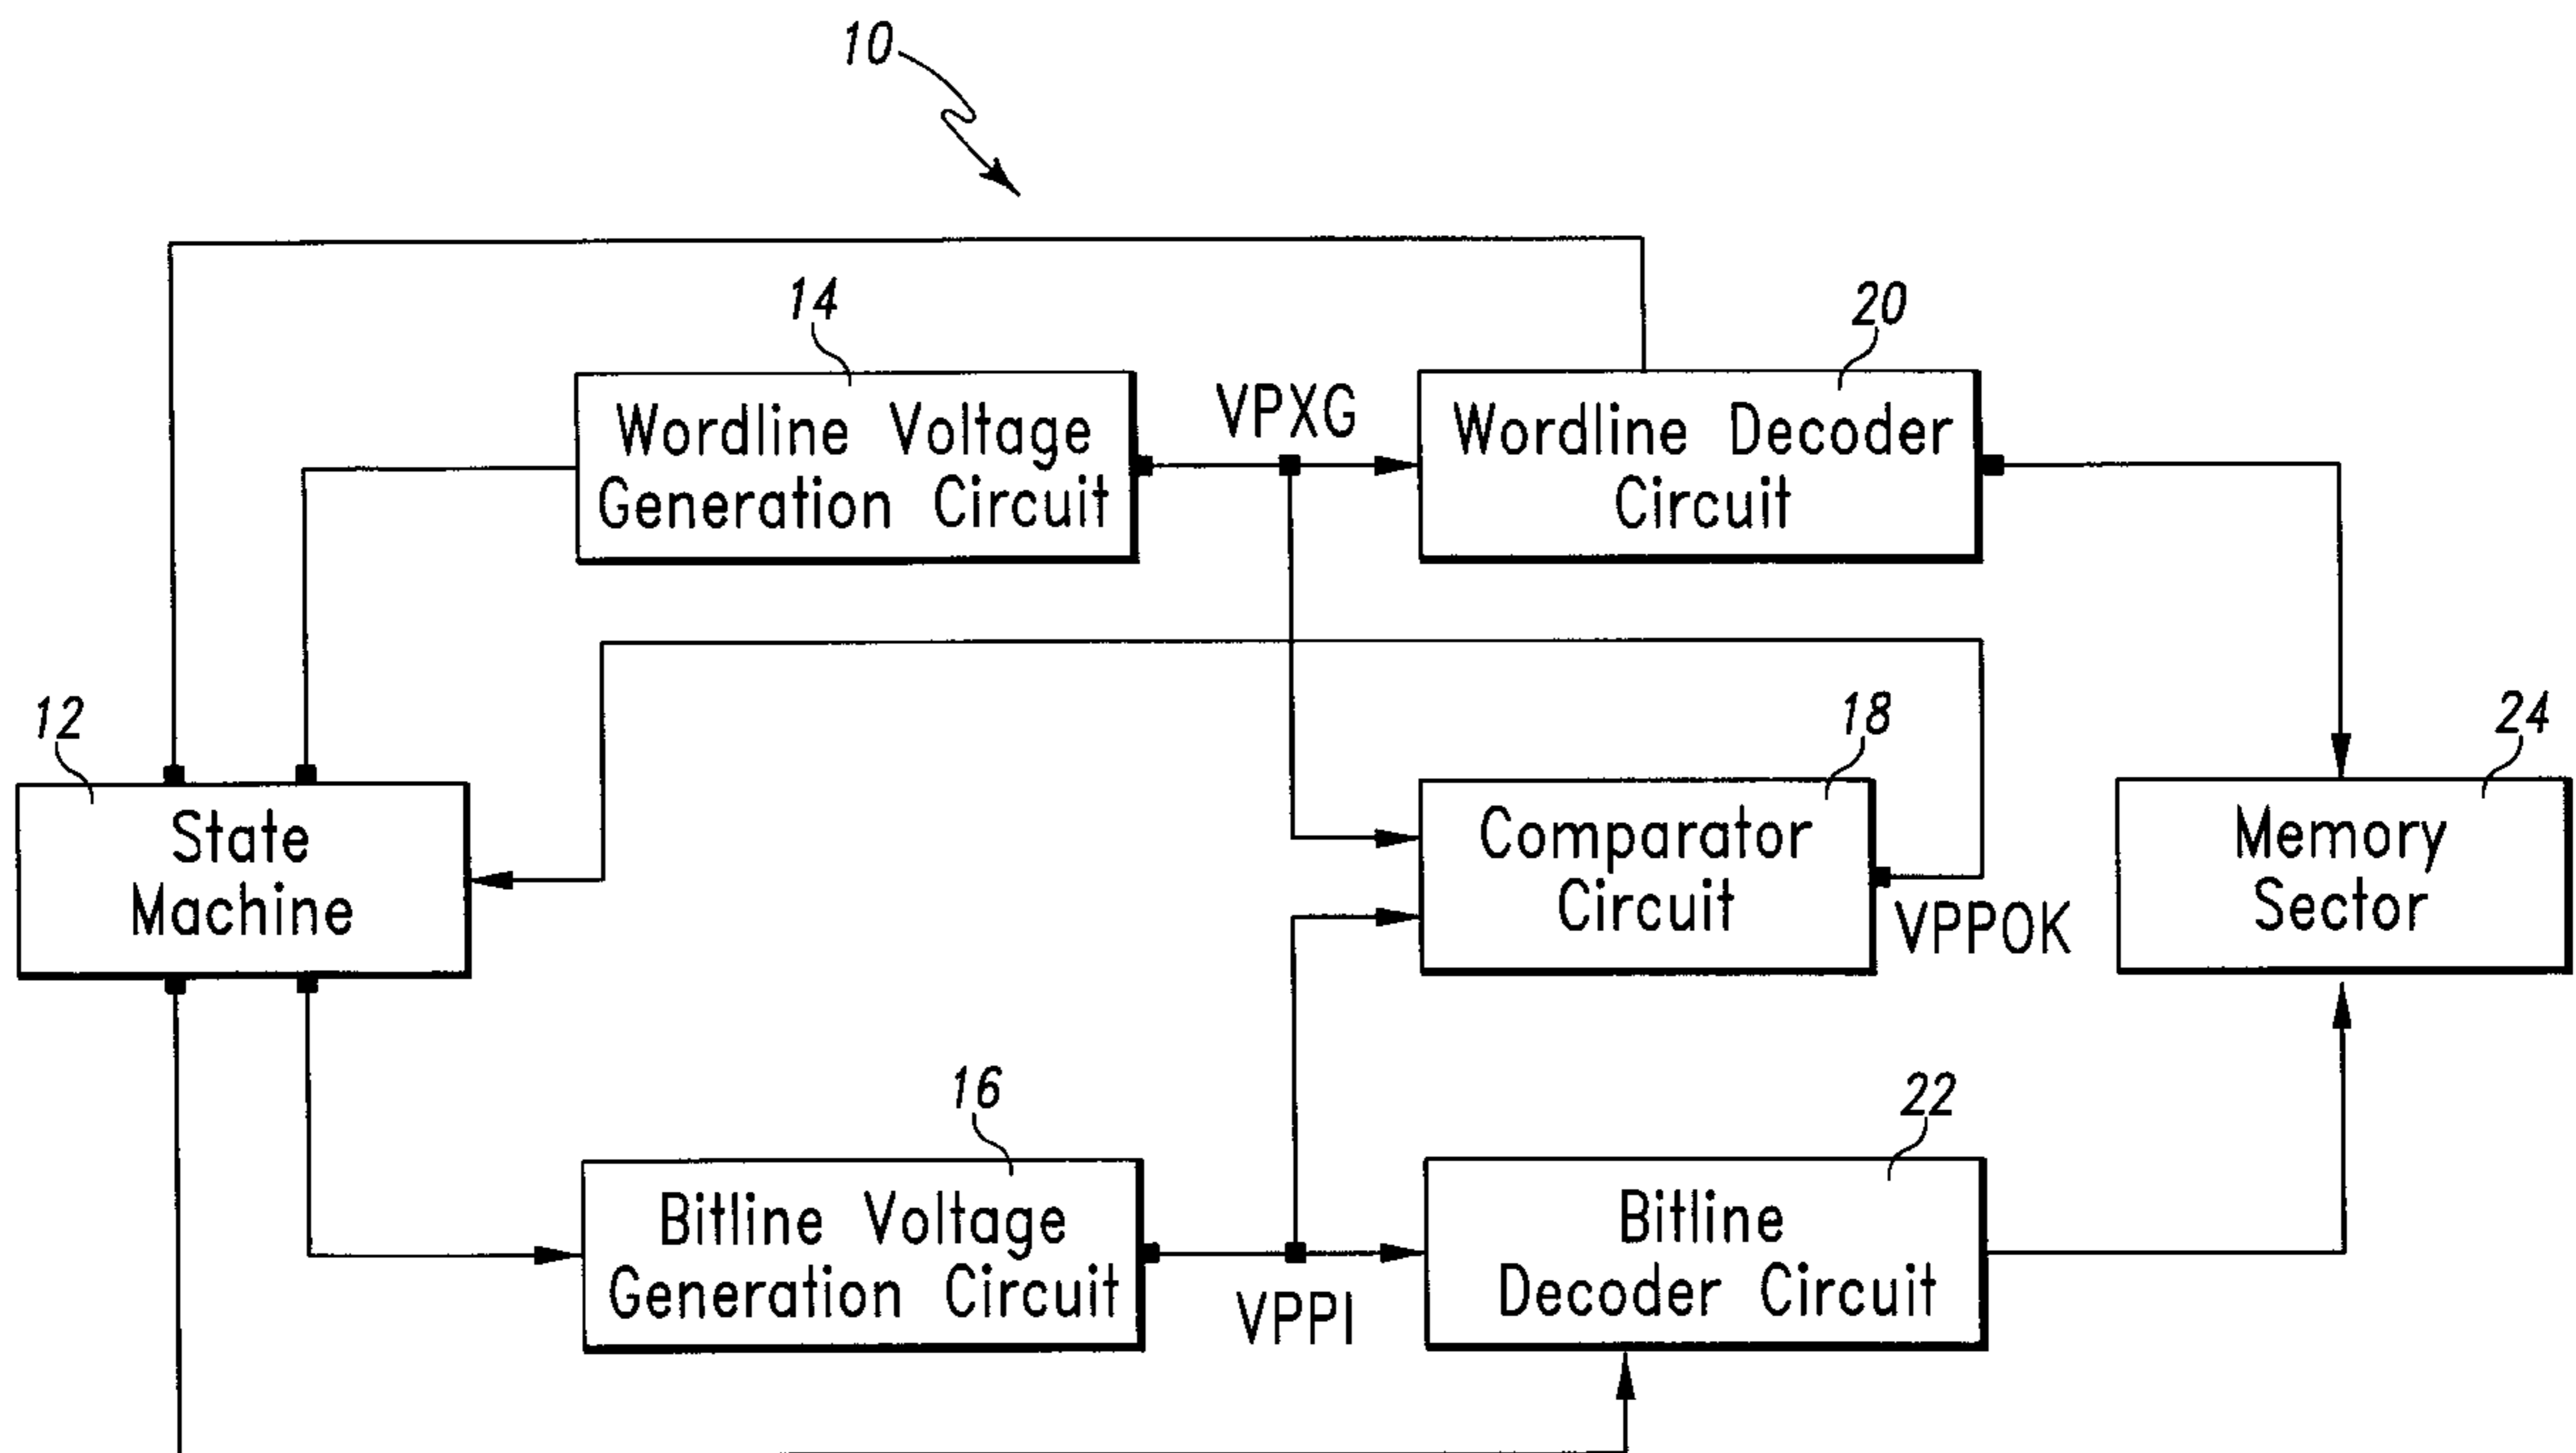 10
14
20
Wordline Voltage
Generation Circuit
VPXG
Wordline Decoder
Circuit
12
State
Machine
18
Comparator
Circuit
VPPOK
24
Memory
Sector
16
Bitline Voltage
Generation Circuit
VPPI
22
Bitline
Decoder Circuit